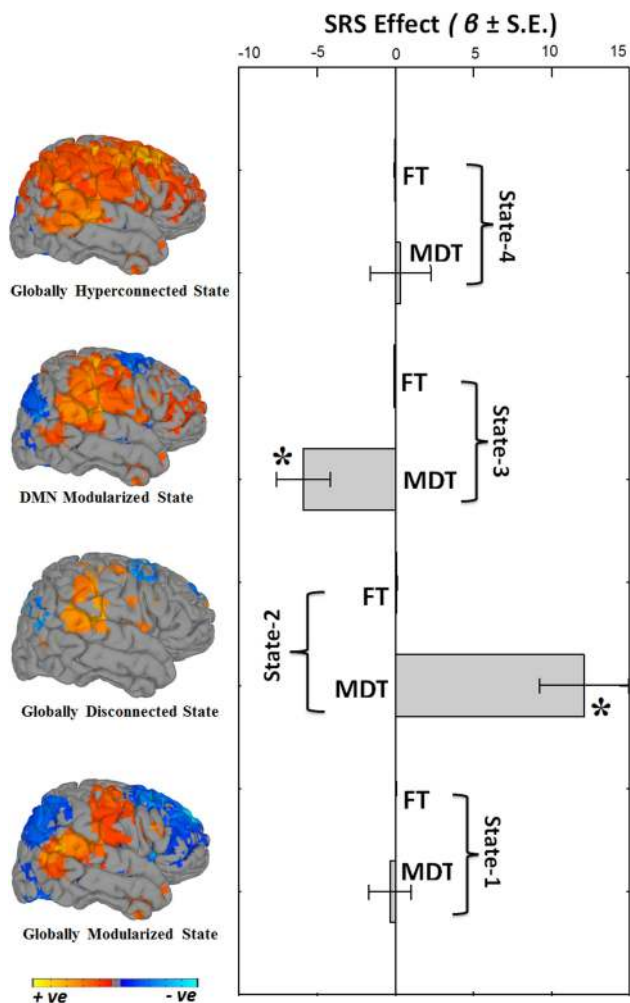 SRS Effect ( β ± S.E.)
-10 -5 0 5 10 15
FT
State-4
MDT
Globally Hyperconnected State
FT
State-3
*
MDT
DMN Modularized State
FT
State-2
MDT
*
Globally Disconnected State
FT
State-1
MDT
Globally Modularized State
+ ve - ve